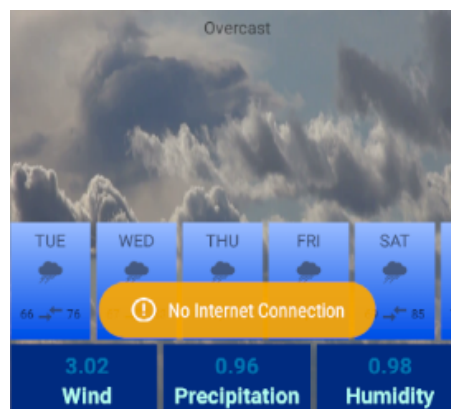 Overcast
TUE WED THU FRI SAT
66 76 85
No Internet Connection
3.02 0.96 0.98
Wind Precipitation Humidity